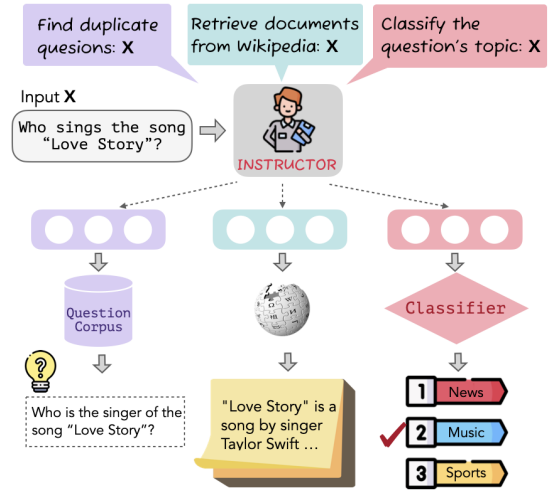 Find duplicate
quesions: X
Retrieve documents
from Wikipedia: X
Classify the
question's topic: X
Input X
Who sings the song
“Love Story”?
INSTRUCTOR
Question
Corpus
Classifier
?
Who is the singer of the
song “Love Story”?
"Love Story" is a
song by singer
Taylor Swift ...
1 News
2 Music
3 Sports